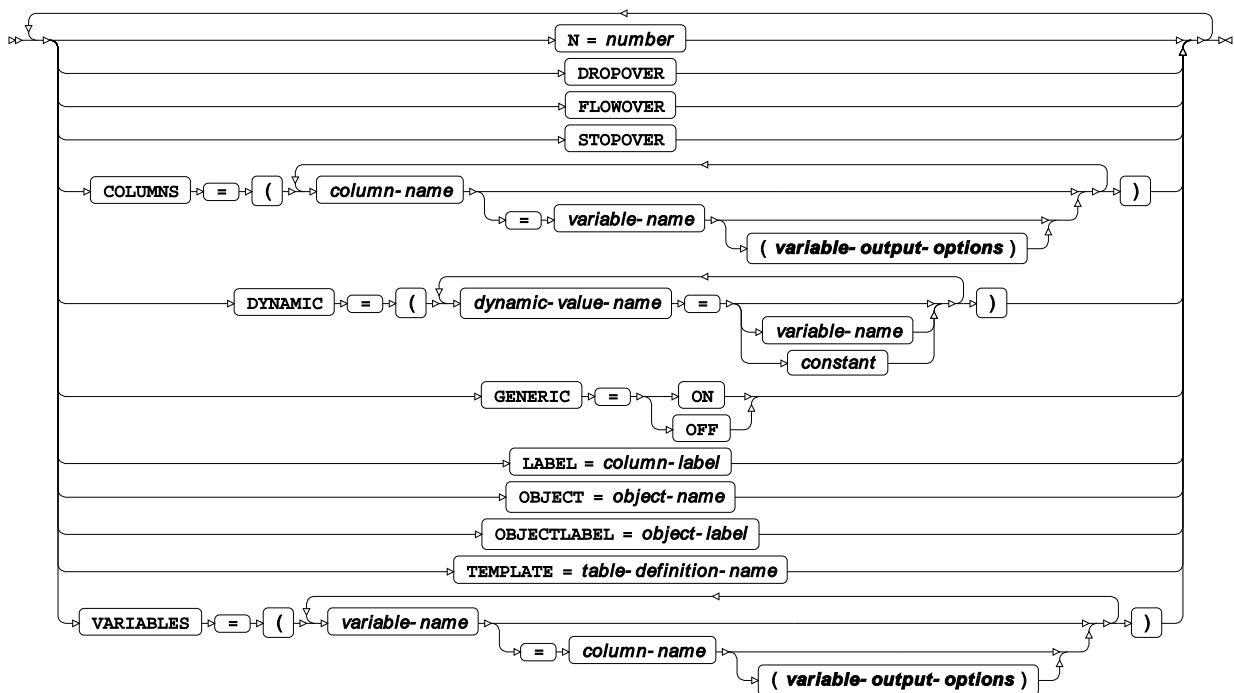 N = number
DROPOVER
FLOWOVER
STOPOVER
COLUMNS = ( column-name )
= variable-name
( variable-output-options )
DYNAMIC = ( dynamic-value-name = )
variable-name
constant
GENERIC = ON
OFF
LABEL = column-label
OBJECT = object-name
OBJECTLABEL = object-label
TEMPLATE = table-definition-name
VARIABLES = ( variable-name )
= column-name
( variable-output-options )